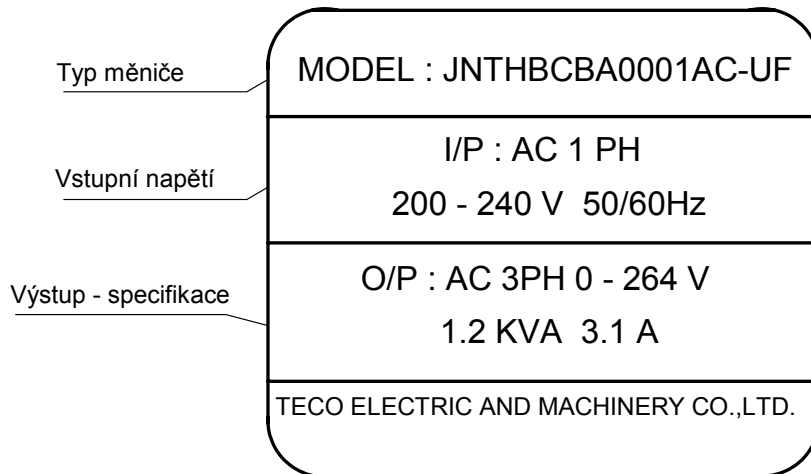 Typ měniče
MODEL : JNTHBCBA0001AC-UF
Vstupní napětí
I/P : AC 1 PH
200 - 240 V 50/60Hz
Výstup - specifikace
O/P : AC 3PH 0 - 264 V
1.2 KVA 3.1 A
TECO ELECTRIC AND MACHINERY CO.,LTD.